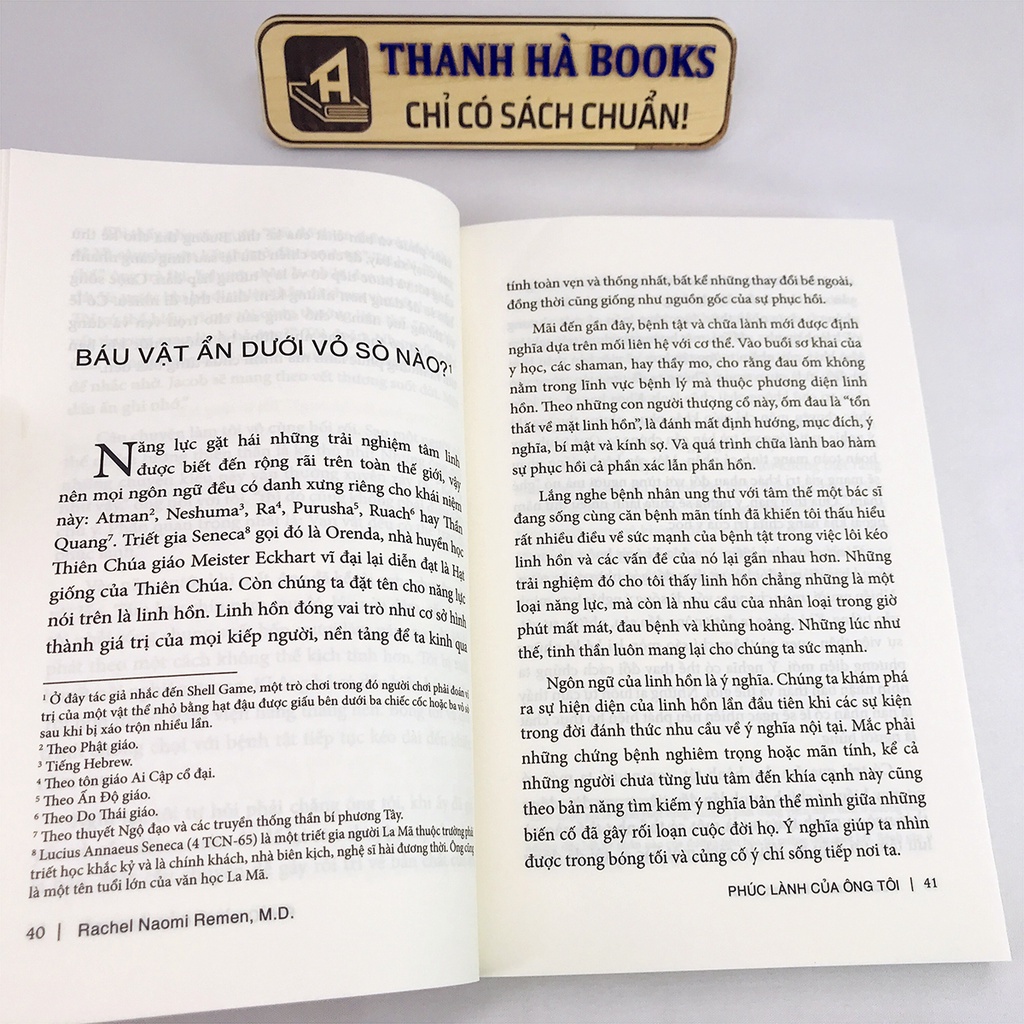 THANH HÀ BOOKS
CHỈ CÓ SÁCH CHUẨN!
BÁU VẬT ẨN DƯỚI VỎ SÒ NÀO?¹
Năng lực gặt hái những trải nghiệm tâm linh
được biết đến rộng rãi trên toàn thế giới, vậy
nên mọi ngôn ngữ đều có danh xưng riêng cho khái niệm
này: Atman², Neshuma³, Ra⁴, Purusha⁵, Ruach⁶ hay Thần
Quang⁷. Triết gia Seneca⁸ gọi đó là Orenda, nhà huyền học
Thiên Chúa giáo Meister Eckhart vĩ đại lại diễn đạt là Hạt
giống của Thiên Chúa. Còn chúng ta đặt tên cho năng lực
nói trên là linh hồn. Linh hồn đóng vai trò như cơ sở hình
thành giá trị của mọi kiếp người, nền tảng để ta kinh qua
¹ Ở đây tác giả nhắc đến Shell Game, một trò chơi trong đó người chơi phải đoán vị
trí của một vật thể nhỏ bằng hạt đậu được giấu bên dưới ba chiếc cốc hoặc ba vỏ sò
sau khi bị xáo trộn nhiều lần.
² Theo Phật giáo.
³ Tiếng Hebrew.
⁴ Theo tôn giáo Ai Cập cổ đại.
⁵ Theo Ấn Độ giáo.
⁶ Theo Do Thái giáo.
⁷ Theo thuyết Ngộ đạo và các truyền thống thần bí phương Tây.
⁸ Lucius Annaeus Seneca (4 TCN-65) là một triết gia người La Mã thuộc trường phái
triết học khắc kỷ và là chính khách, nhà biên kịch, nghệ sĩ hài đương thời. Ông cũng
là một tên tuổi lớn của văn học La Mã.
40 | Rachel Naomi Remen, M.D.
tính toàn vẹn và thống nhất, bất kể những thay đổi bề ngoài,
đồng thời cũng giống như nguồn gốc của sự phục hồi.
Mãi đến gần đây, bệnh tật và chữa lành mới được định
nghĩa dựa trên mối liên hệ với cơ thể. Vào buổi sơ khai của
y học, các shaman, hay thầy mo, cho rằng đau ốm không
nằm trong lĩnh vực bệnh lý mà thuộc phương diện linh
hồn. Theo những con người thượng cổ này, ốm đau là “tổn
thất về mặt linh hồn”, là đánh mất định hướng, mục đích, ý
nghĩa, bí mật và kính sợ. Và quá trình chữa lành bao hàm
sự phục hồi cả phần xác lẫn phần hồn.
Lắng nghe bệnh nhân ung thư với tâm thế một bác sĩ
đang sống cùng căn bệnh mãn tính đã khiến tôi thấu hiểu
rất nhiều điều về sức mạnh của bệnh tật trong việc lôi kéo
linh hồn và các vấn đề của nó lại gần nhau hơn. Những
trải nghiệm đó cho tôi thấy linh hồn chẳng những là một
loại năng lực, mà còn là nhu cầu của nhân loại trong giờ
phút mất mát, đau bệnh và khủng hoảng. Những lúc như
thế, tinh thần luôn mang lại cho chúng ta sức mạnh.
Ngôn ngữ của linh hồn là ý nghĩa. Chúng ta khám phá
ra sự hiện diện của linh hồn lần đầu tiên khi các sự kiện
trong đời đánh thức nhu cầu về ý nghĩa nội tại. Mắc phải
những chứng bệnh nghiêm trọng hoặc mãn tính, kể cả
những người chưa từng lưu tâm đến khía cạnh này cũng
theo bản năng tìm kiếm ý nghĩa bản thể mình giữa những
biến cố đã gây rối loạn cuộc đời họ. Ý nghĩa giúp ta nhìn
được trong bóng tối và củng cố ý chí sống tiếp nơi ta.
PHÚC LÀNH CỦA ÔNG TÔI | 41